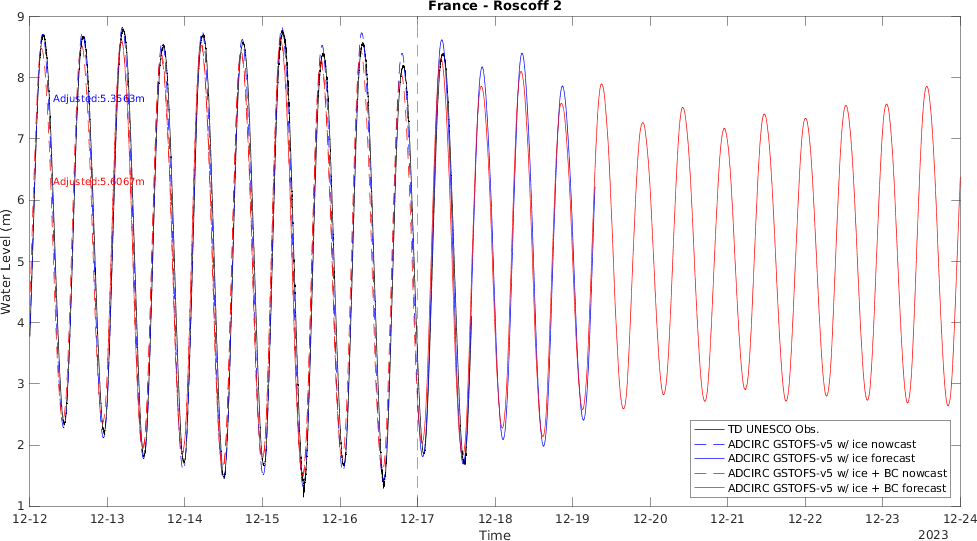 France - Roscoff 2
9
8
7
6
5
4
3
2
1
Water Level (m)
Adjusted:5.3563m
Adjusted:5.6067m
TD UNESCO Obs.
ADCIRC GSTOFS-v5 w/ ice nowcast
ADCIRC GSTOFS-v5 w/ ice forecast
ADCIRC GSTOFS-v5 w/ ice + BC nowcast
ADCIRC GSTOFS-v5 w/ ice + BC forecast
12-12 12-13 12-14 12-15 12-16 12-17 12-18 12-19 12-20 12-21 12-22 12-23 12-24
Time
2023